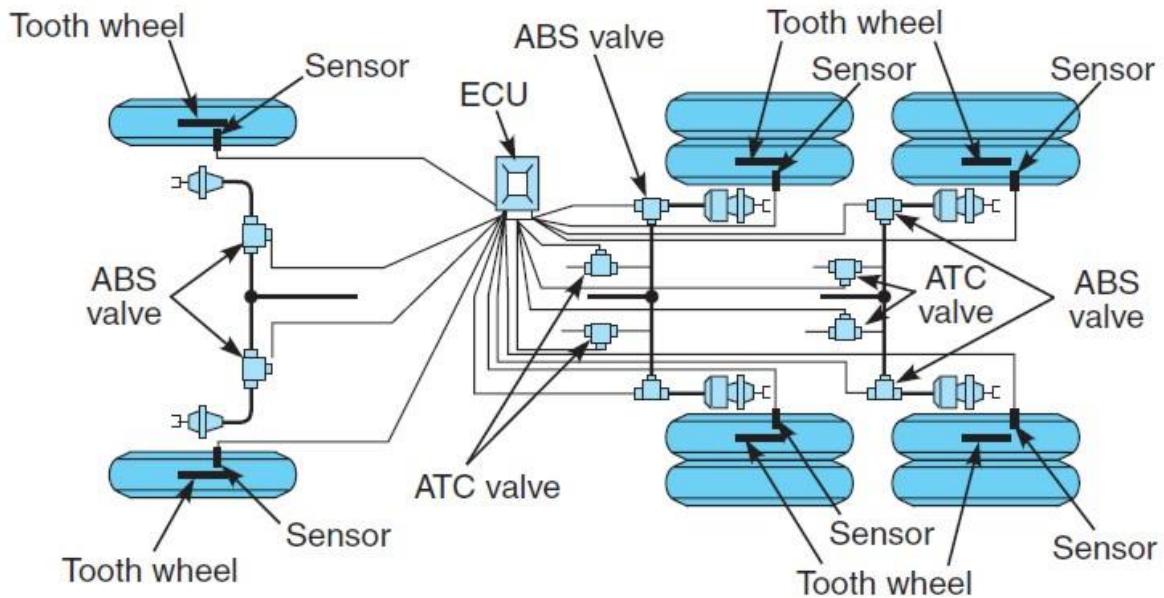 Tooth wheel
Sensor
ECU
ABS valve
Tooth wheel
Sensor
Sensor
ABS
valve
ATC
valve
ABS
valve
ATC valve
Sensor
Tooth wheel
Sensor
Sensor
Tooth wheel